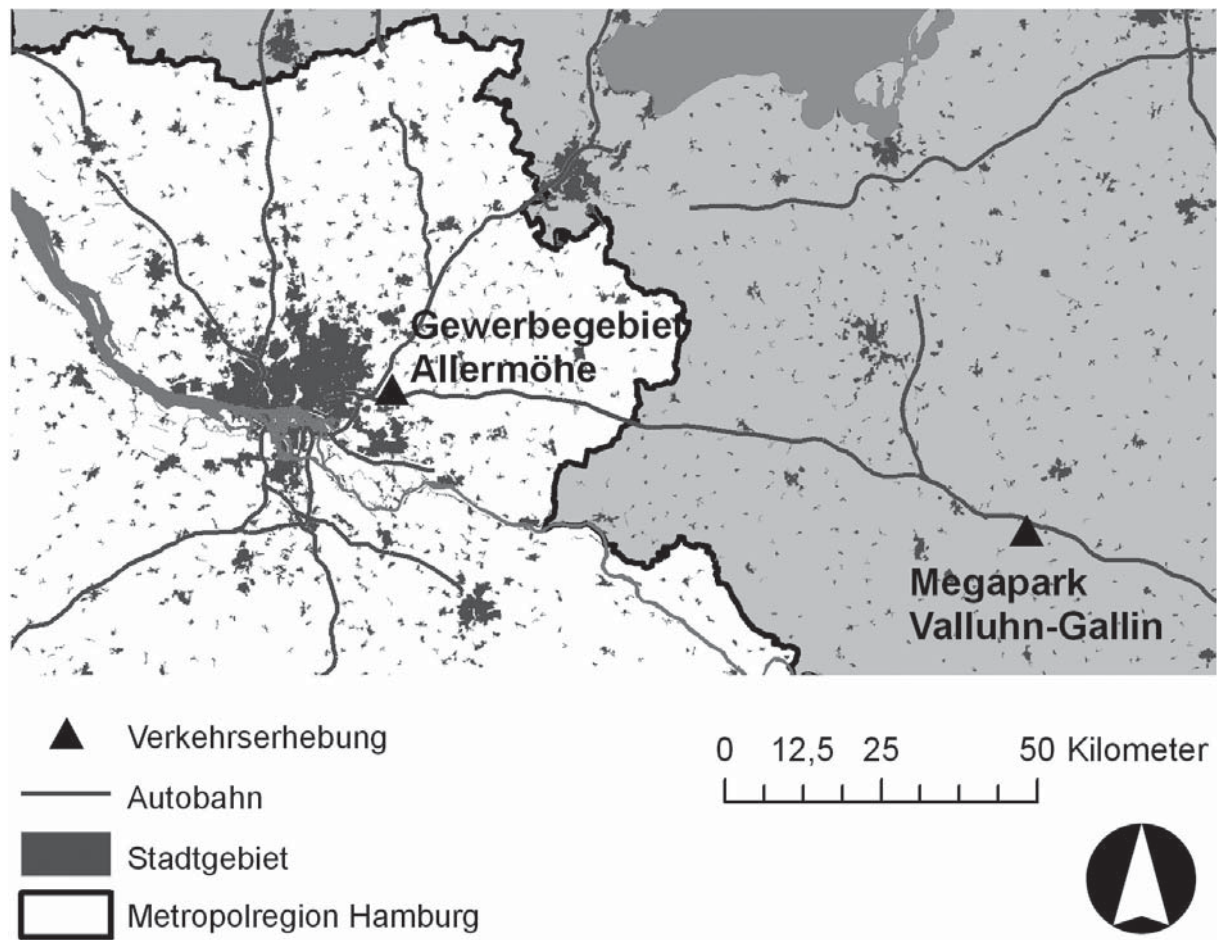 Gewerbegebiet
Allermöhe
Megapark
Valluhn-Gallin
Verkehrserhebung
Autobahn
Stadtgebiet
Metropolregion Hamburg
0 12,5 25 50 Kilometer